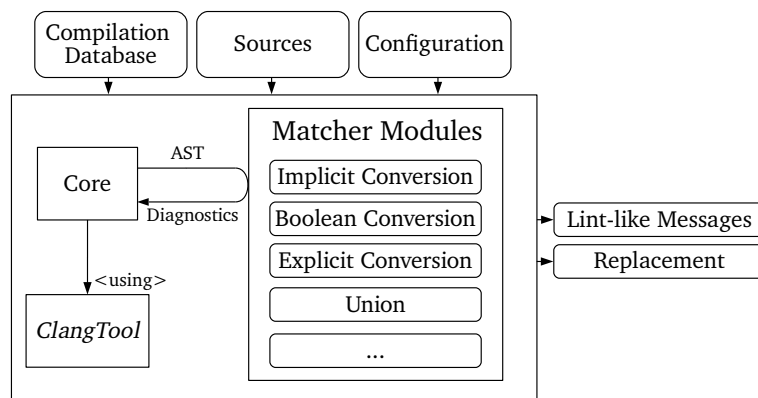 Compilation
Database
Sources
Configuration
Matcher Modules
Core
AST
Diagnostics
Implicit Conversion
Boolean Conversion
Explicit Conversion
Union
...
<using>
ClangTool
Lint-like Messages
Replacement